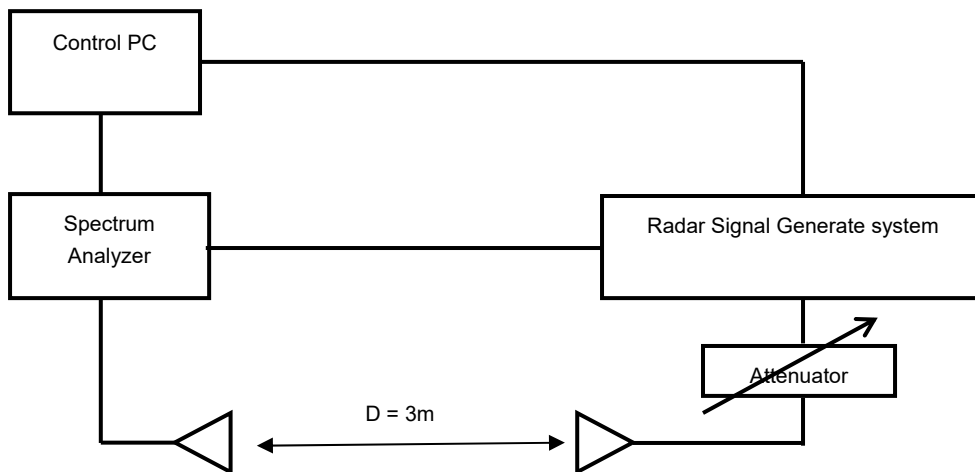 Control PC
Spectrum
Analyzer
Radar Signal Generate system
Attenuator
D = 3m